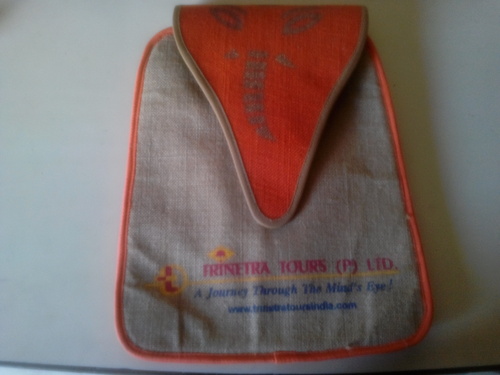 TRINETRA TOURS (P) LTD.
A Journey Through The Mind's Eye!
www.trinetratoursindia.com